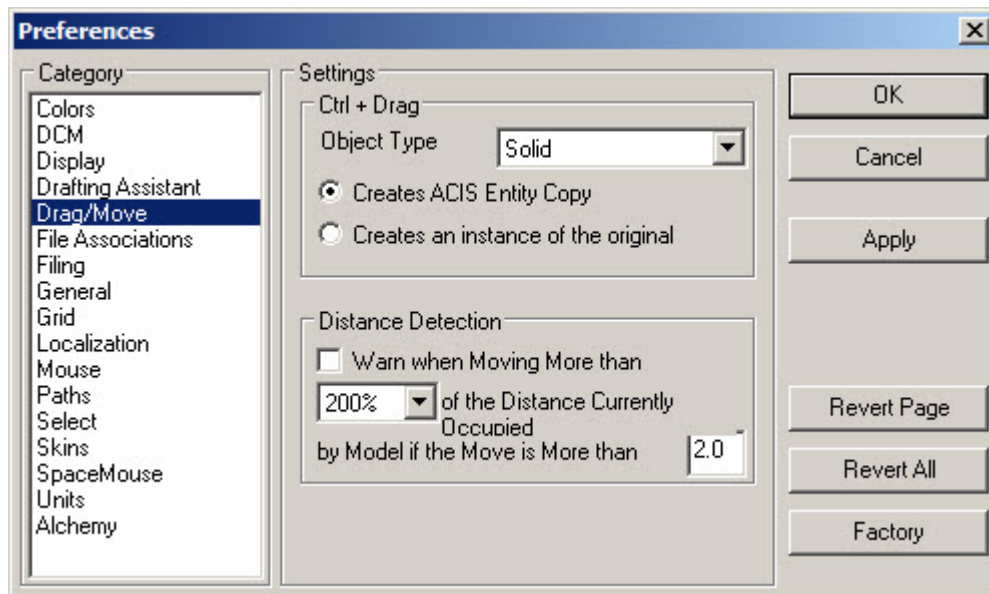 Preferences
Category
Colors
DCM
Display
Drafting Assistant
Drag/Move
File Associations
Filing
General
Grid
Localization
Mouse
Paths
Select
Skins
SpaceMouse
Units
Alchemy
Settings
Ctrl + Drag
Object Type Solid
Creates ACIS Entity Copy
Creates an instance of the original
Distance Detection
Warn when Moving More than
200% of the Distance Currently
Occupied
by Model if the Move is More than 2.0
OK
Cancel
Apply
Revert Page
Revert All
Factory